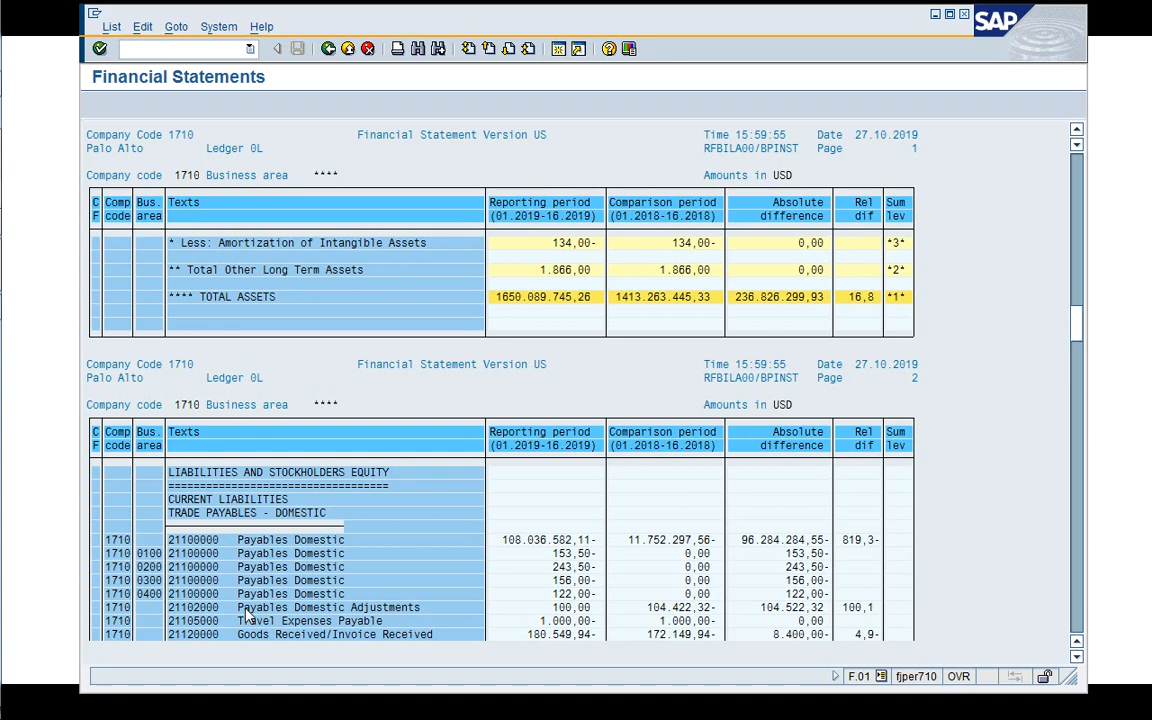 List Edit Goto System Help
SAP
Financial Statements
Company Code 1710 Financial Statement Version US Time 15:59:55 Date 27.10.2019
Palo Alto Ledger 0L RFBILA00/BPINST Page 1
Company code 1710 Business area **** Amounts in USD
C Comp Bus. Texts Reporting period Comparison period Absolute Rel Sum
F code area (01.2019-16.2019) (01.2018-16.2018) difference dif lev
* Less: Amortization of Intangible Assets 134,00- 134,00- 0,00 *3*
** Total Other Long Term Assets 1.866,00 1.866,00 0,00 *2*
**** TOTAL ASSETS 1650.089.745,26 1413.263.445,33 236.826.299,93 16,8 *1*
Company Code 1710 Financial Statement Version US Time 15:59:55 Date 27.10.2019
Palo Alto Ledger 0L RFBILA00/BPINST Page 2
Company code 1710 Business area **** Amounts in USD
C Comp Bus. Texts Reporting period Comparison period Absolute Rel Sum
F code area (01.2019-16.2019) (01.2018-16.2018) difference dif lev
LIABILITIES AND STOCKHOLDERS EQUITY
===================================
CURRENT LIABILITIES
TRADE PAYABLES - DOMESTIC
1710 21100000 Payables Domestic 108.036.582,11- 11.752.297,56- 96.284.284,55- 819,3-
1710 0100 21100000 Payables Domestic 153,50- 0,00 153,50-
1710 0200 21100000 Payables Domestic 243,50- 0,00 243,50-
1710 0300 21100000 Payables Domestic 156,00- 0,00 156,00-
1710 0400 21100000 Payables Domestic 122,00- 0,00 122,00-
1710 21102000 Payables Domestic Adjustments 100,00 104.422,32- 104.522,32 100,1
1710 21105000 Travel Expenses Payable 1.000,00- 1.000,00- 0,00
1710 21120000 Goods Received/Invoice Received 180.549,94- 172.149,94- 8.400,00- 4,9-
F.01 fjper710 OVR